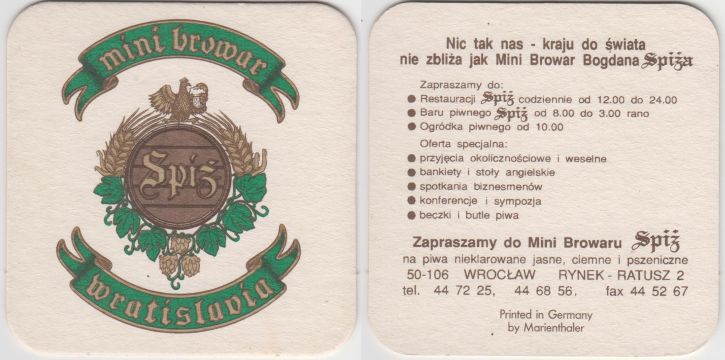 mini browar
Spiż
wratislavia
Nic tak nas - kraju do świata
nie zbliża jak Mini Browar Bogdana Spiża
Zapraszamy do:
● Restauracji Spiż codziennie od 12.00 do 24.00
● Baru piwnego Spiż od 8.00 do 3.00 rano
● Ogródka piwnego od 10.00
Oferta specjalna:
● przyjęcia okolicznościowe i weselne
● bankiety i stoły angielskie
● spotkania biznesmenów
● konferencje i sympozja
● beczki i butle piwa
Zapraszamy do Mini Browaru Spiż
na piwa nieklarowane jasne, ciemne i pszeniczne
50-106 WROCŁAW RYNEK - RATUSZ 2
tel. 44 72 25, 44 68 56, fax 44 52 67
Printed in Germany
by Marienthaler